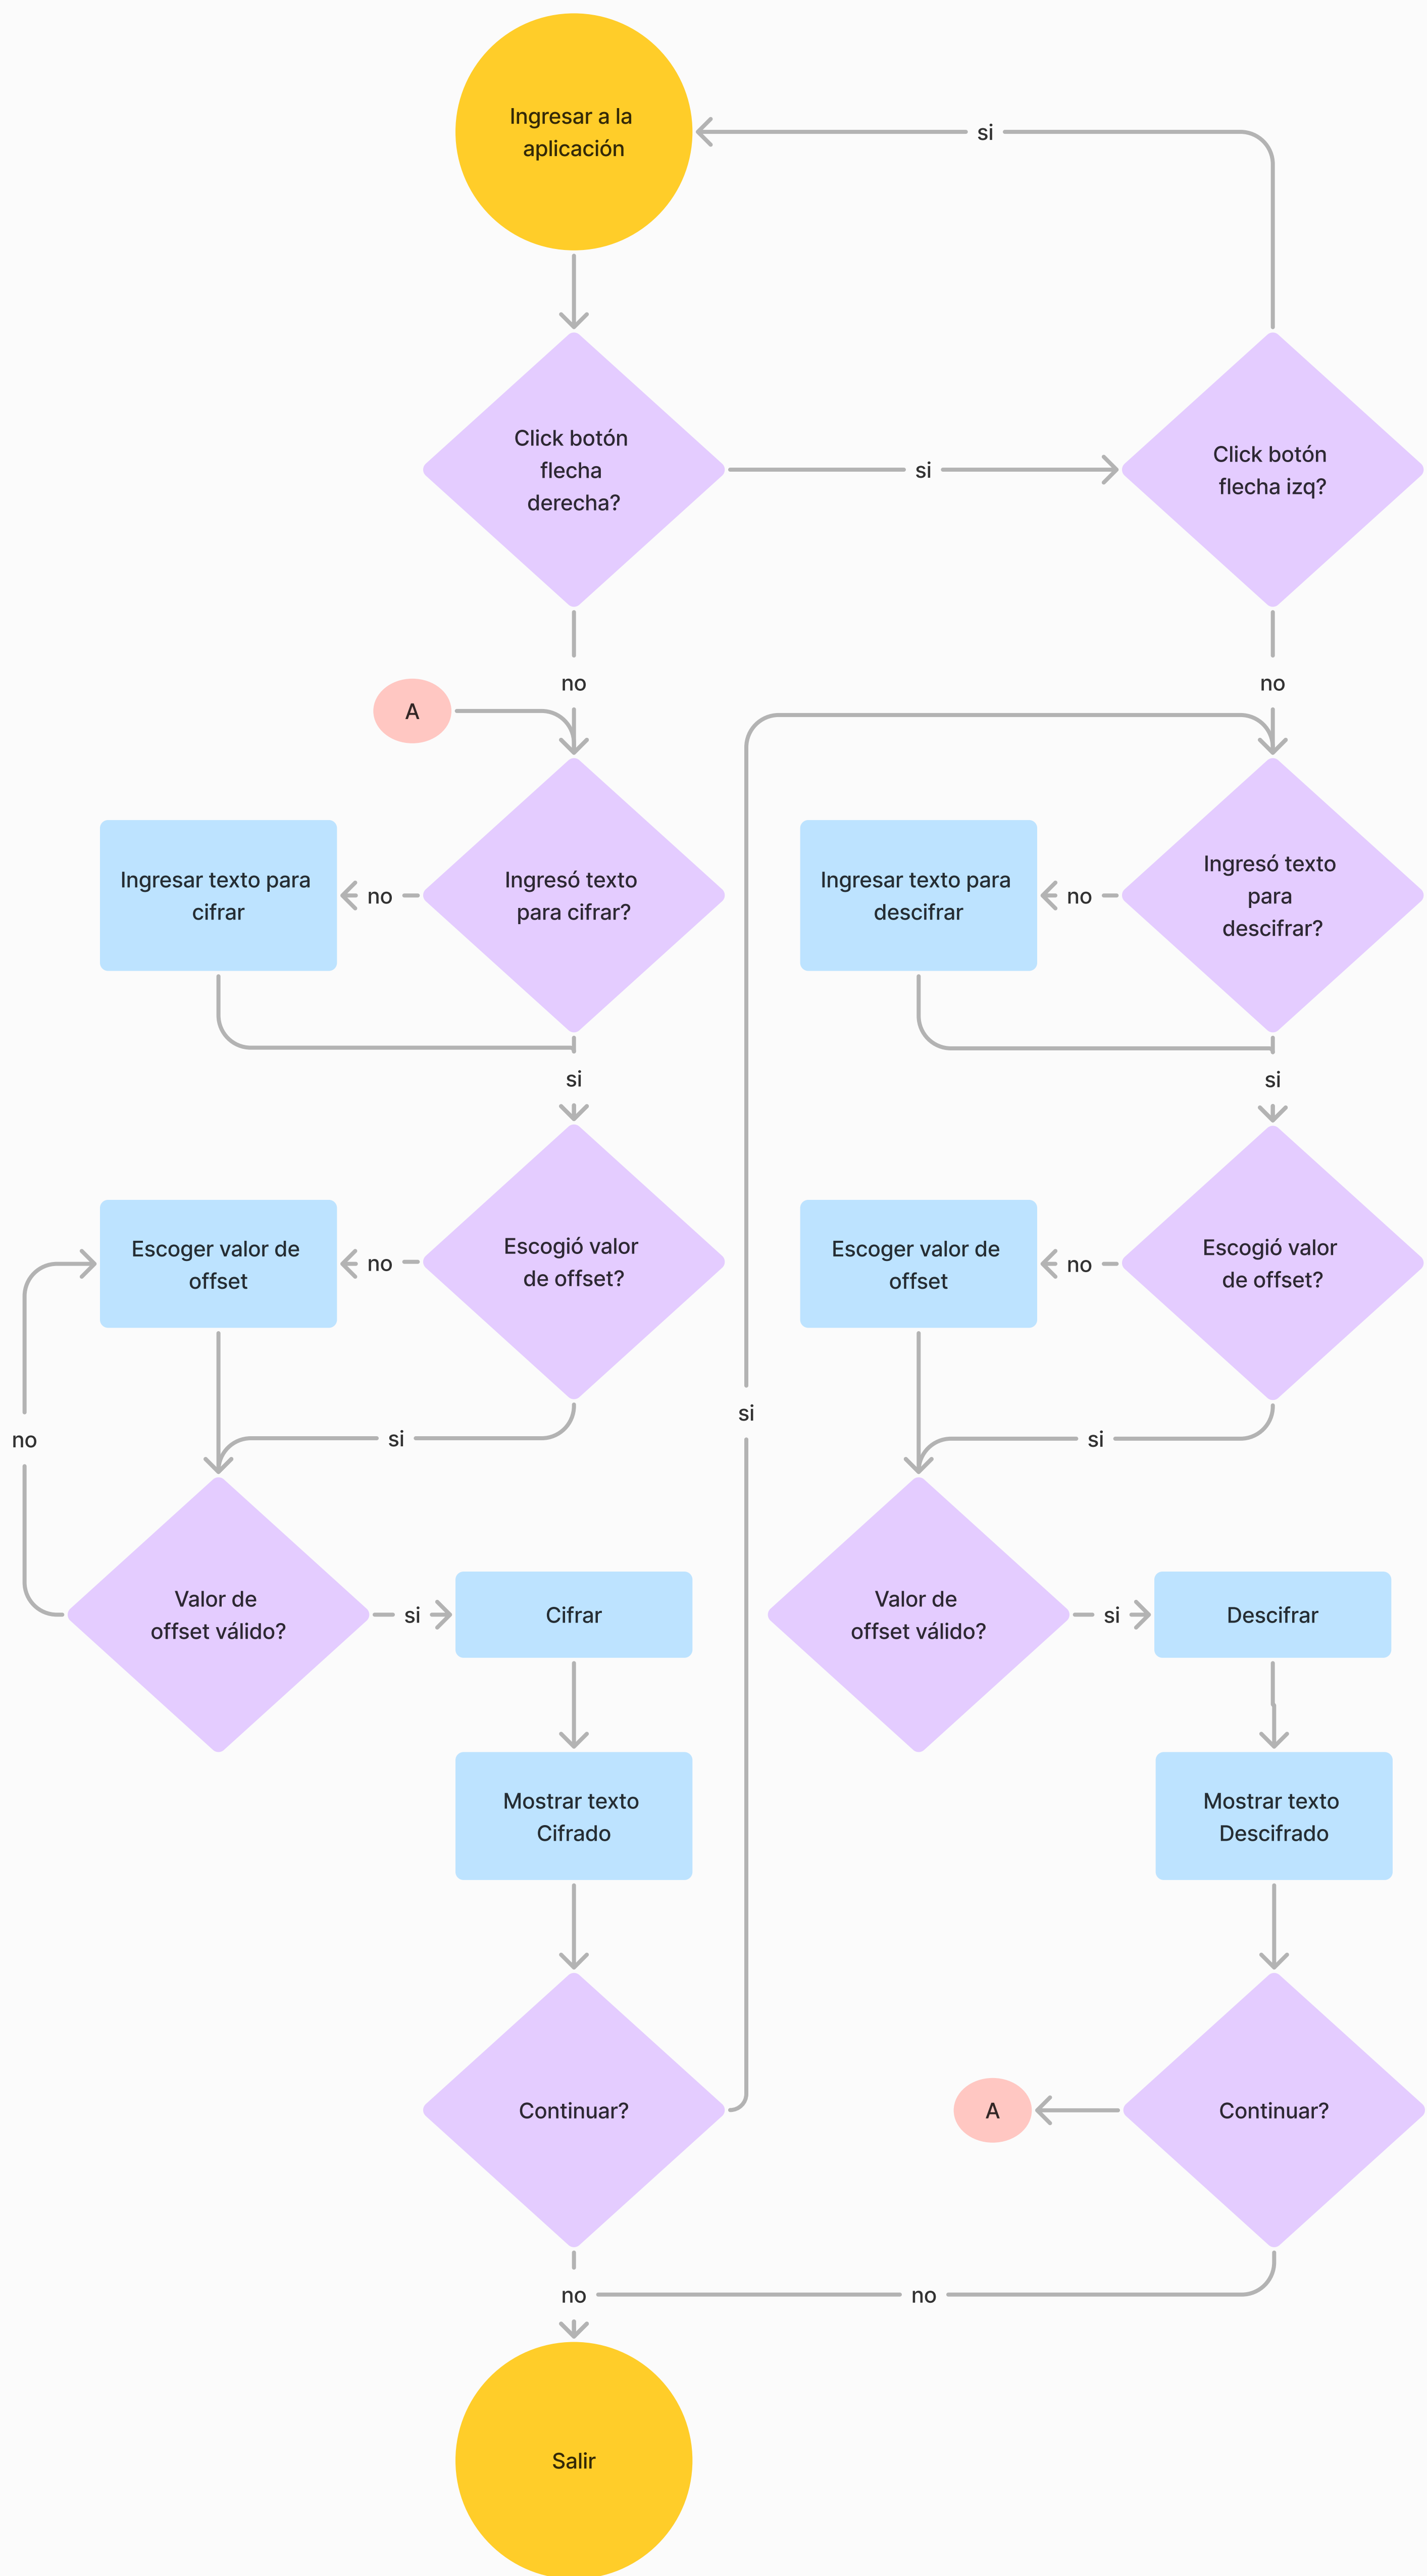 Ingresar a la
aplicación
si
Click botón
flecha
derecha?
si
Click botón
flecha izq?
no
no
A
Ingresar texto para
cifrar
no
Ingresó texto
para cifrar?
Ingresar texto para
descifrar
no
Ingresó texto
para
descifrar?
si
si
Escoger valor de
offset
no
Escogió valor
de offset?
Escoger valor de
offset
no
Escogió valor
de offset?
no
si
si
si
Valor de
offset válido?
si
Cifrar
Valor de
offset válido?
si
Descifrar
Mostrar texto
Cifrado
Mostrar texto
Descifrado
Continuar?
A
Continuar?
no
no
Salir